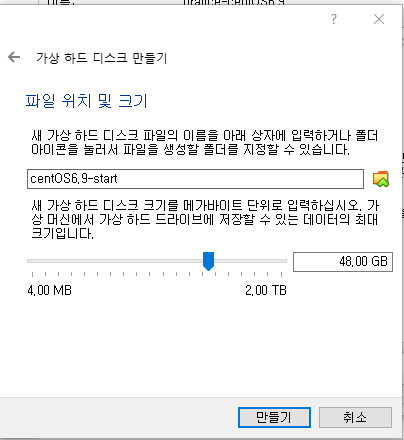 ?
가상 하드 디스크 만들기
파일 위치 및 크기
새 가상 하드 디스크 파일의 이름을 아래 상자에 입력하거나 폴더
아이콘을 눌러서 파일을 생성할 폴더를 지정할 수 있습니다.
centOS6,9-start
새 가상 하드 디스크 크기를 메가바이트 단위로 입력하십시오. 가
상 머신에서 가상 하드 드라이브에 저장할 수 있는 데이터의 최대
크기입니다.
48,00 GB
4,00 MB 2,00 TB
만들기 취소